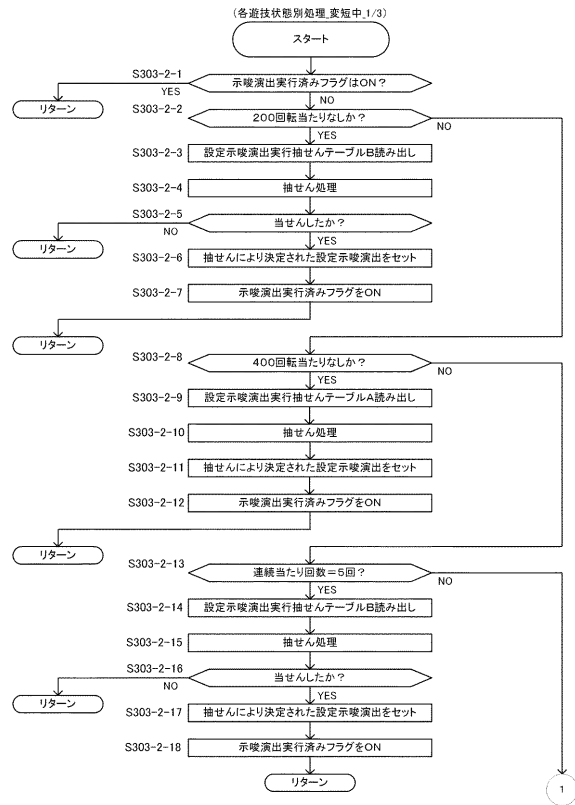 (各遊技状態別処理_変短中_1/3)
スタート
S303-2-1
示唆演出実行済みフラグはON?
YES
NO
リターン
S303-2-2
200回転当たりなしか?
NO
YES
S303-2-3
設定示唆演出実行抽せんテーブルB読み出し
S303-2-4
抽せん処理
S303-2-5
当せんしたか?
NO
YES
リターン
S303-2-6
抽せんにより決定された設定示唆演出をセット
S303-2-7
示唆演出実行済みフラグをON
リターン
S303-2-8
400回転当たりなしか?
NO
YES
S303-2-9
設定示唆演出実行抽せんテーブルA読み出し
S303-2-10
抽せん処理
S303-2-11
抽せんにより決定された設定示唆演出をセット
S303-2-12
示唆演出実行済みフラグをON
リターン
S303-2-13
連続当たり回数=5回?
NO
YES
S303-2-14
設定示唆演出実行抽せんテーブルB読み出し
S303-2-15
抽せん処理
S303-2-16
当せんしたか?
NO
YES
リターン
S303-2-17
抽せんにより決定された設定示唆演出をセット
S303-2-18
示唆演出実行済みフラグをON
リターン
1